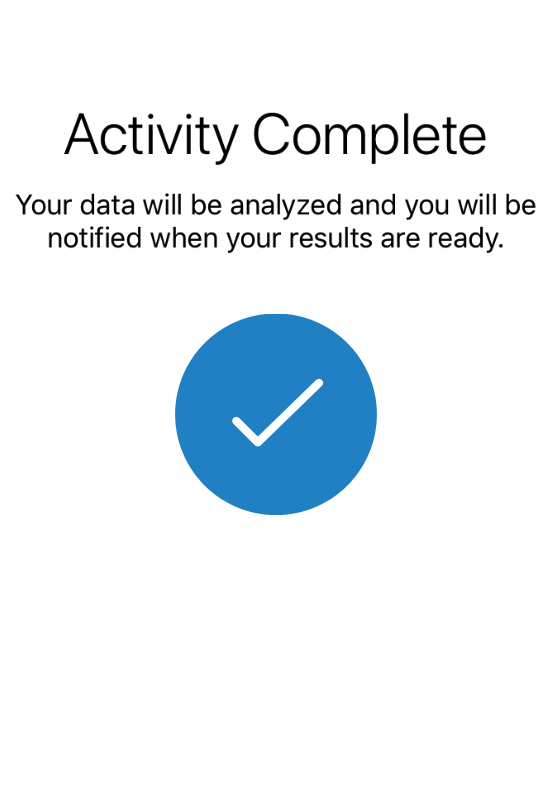 Activity Complete
Your data will be analyzed and you will be
notified when your results are ready.